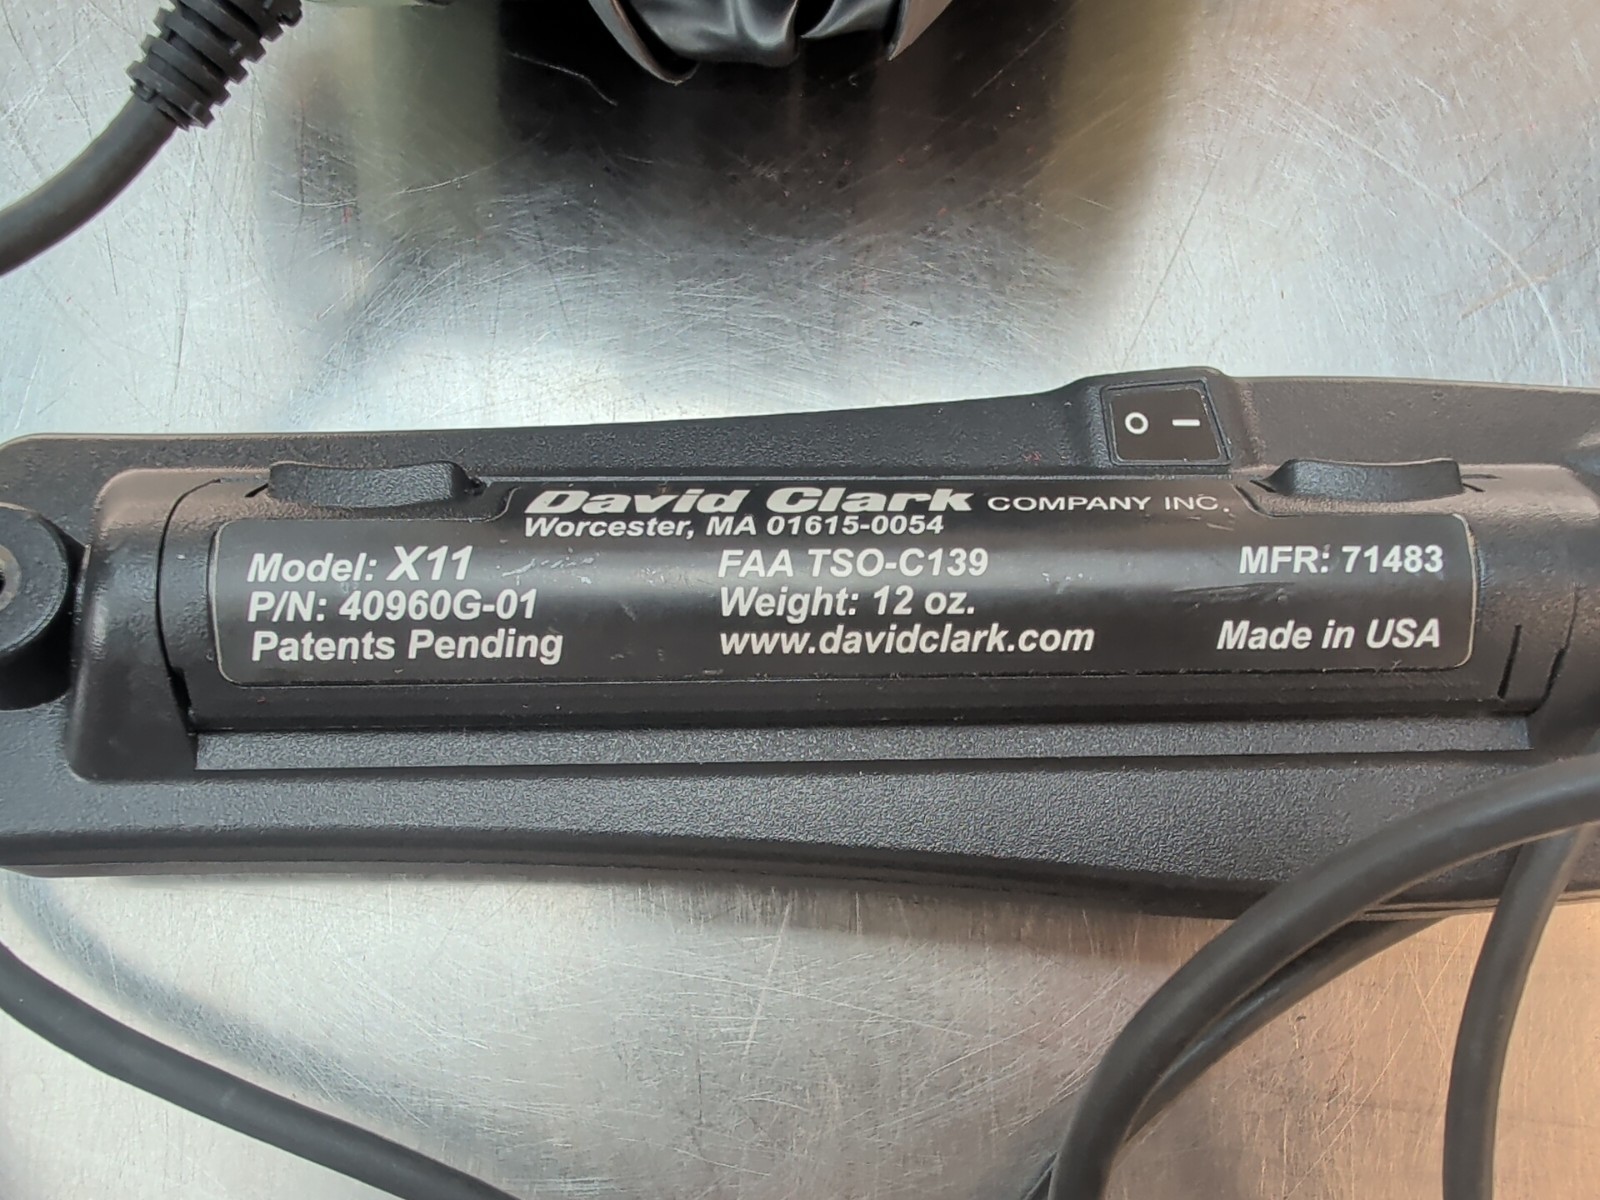 O I
David Clark COMPANY INC.
Worcester, MA 01615-0054
Model: X11 FAA TSO-C139 MFR: 71483
P/N: 40960G-01 Weight: 12 oz.
Patents Pending www.davidclark.com Made in USA